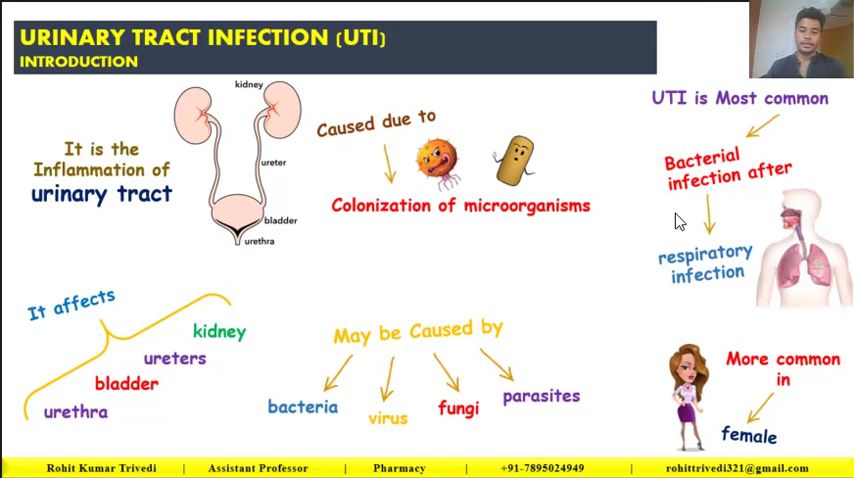 URINARY TRACT INFECTION (UTI)
INTRODUCTION
It is the
Inflammation of
urinary tract
kidney
ureter
bladder
urethra
Caused due to
Colonization of microorganisms
UTI is Most common
Bacterial
infection after
respiratory
infection
It affects
kidney
ureters
bladder
urethra
May be Caused by
bacteria
virus
fungi
parasites
More common
in
female
Rohit Kumar Trivedi | Assistant Professor | Pharmacy | +91-7895024949 | rohittrivedi321@gmail.com